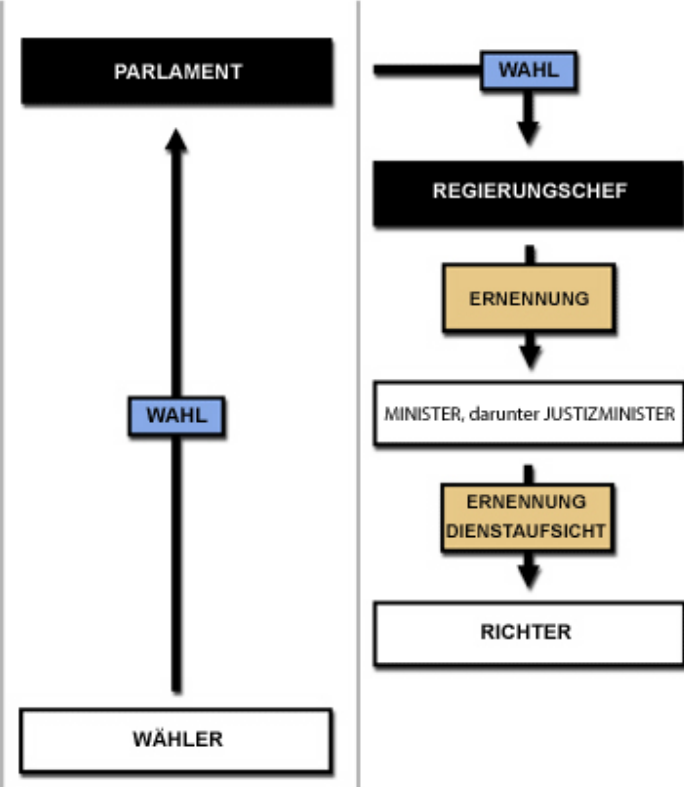 PARLAMENT
WAHL
WÄHLER
WAHL
REGIERUNGSCHEF
ERNENNUNG
MINISTER, darunter JUSTIZMINISTER
ERNENNUNG
DIENSTAUFSICHT
RICHTER